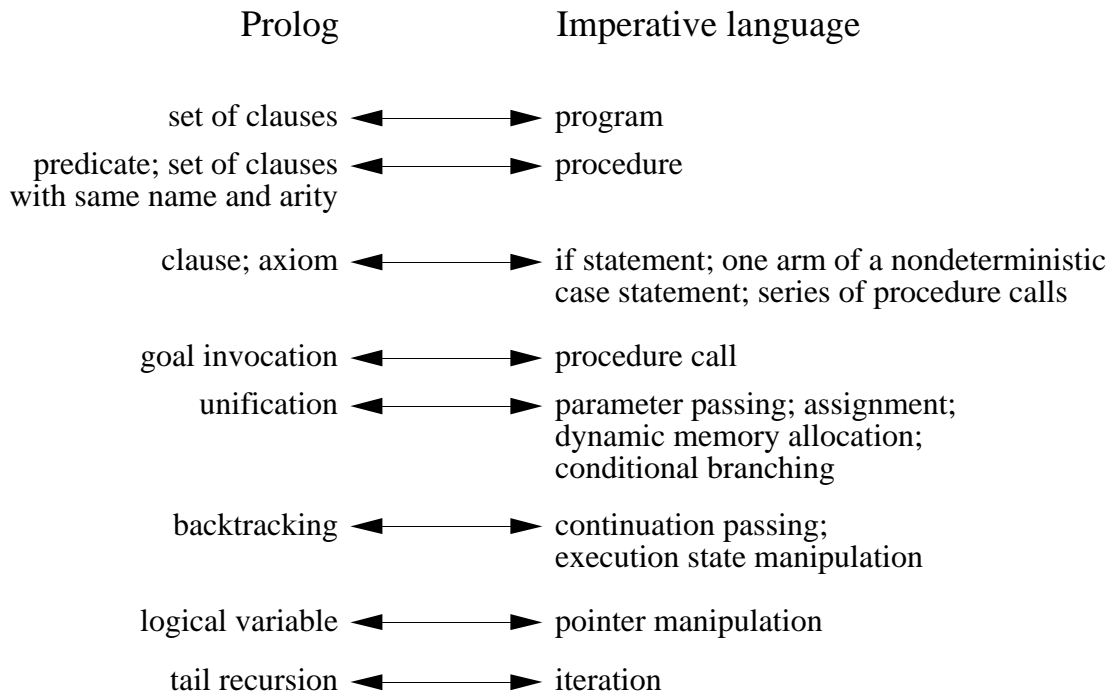 Prolog Imperative language
set of clauses program
predicate; set of clauses procedure
with same name and arity
clause; axiom if statement; one arm of a nondeterministic
case statement; series of procedure calls
goal invocation procedure call
unification parameter passing; assignment;
dynamic memory allocation;
conditional branching
backtracking continuation passing;
execution state manipulation
logical variable pointer manipulation
tail recursion iteration